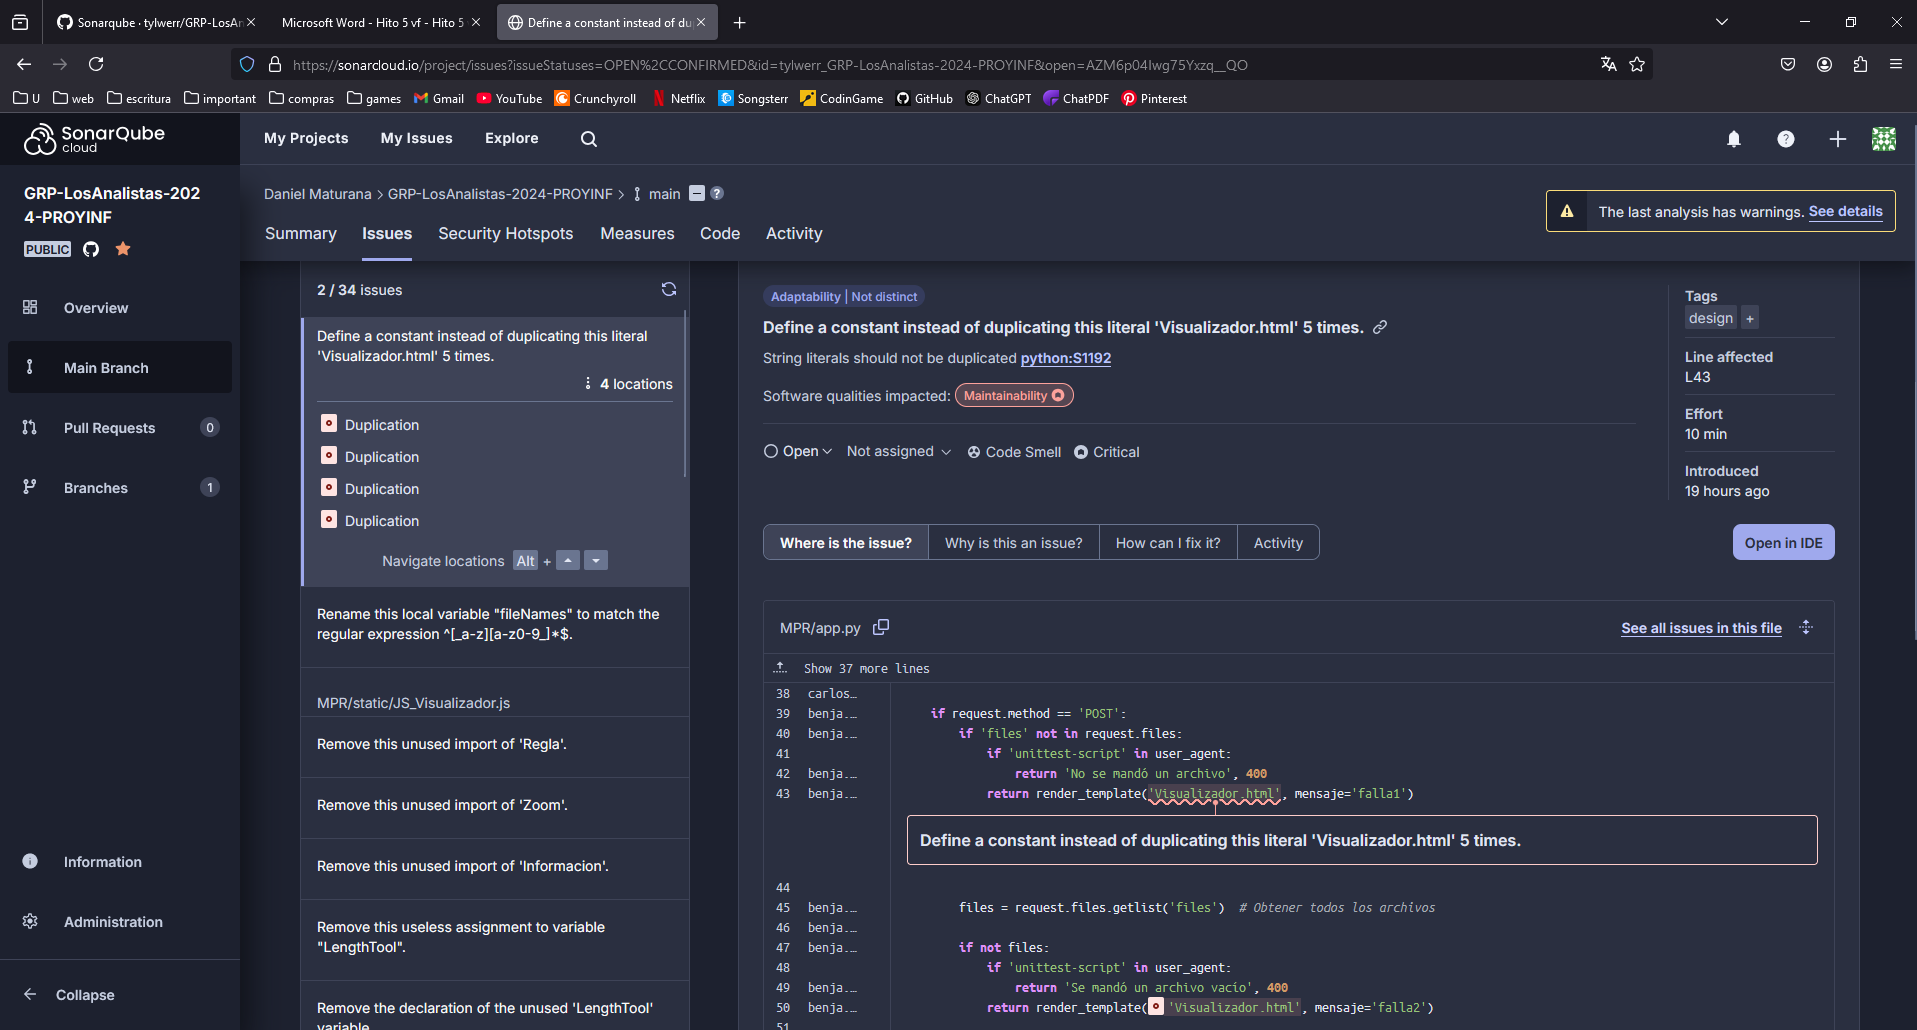 Sonarqube · tylwerr/GRP-LosAn
Microsoft Word - Hito 5 vf - Hito 5
Define a constant instead of du
https://sonarcloud.io/project/issues?issueStatuses=OPEN%2CCONFIRMED&id=tylwerr_GRP-LosAnalistas-2024-PROYINF&open=AZM6p04Iwg75Yxzq__QO
U web escritura important compras games Gmail YouTube Crunchyroll Netflix Songsterr CodinGame GitHub ChatGPT ChatPDF Pinterest
SonarQube
cloud
My Projects My Issues Explore
GRP-LosAnalistas-202
4-PROYINF
PUBLIC
Overview
Main Branch
Pull Requests 0
Branches 1
Information
Administration
Collapse
Daniel Maturana > GRP-LosAnalistas-2024-PROYINF > main
Summary Issues Security Hotspots Measures Code Activity
The last analysis has warnings. See details
2 / 34 issues
Define a constant instead of duplicating this literal
'Visualizador.html' 5 times.
4 locations
Duplication
Duplication
Duplication
Duplication
Navigate locations Alt +
Rename this local variable "fileNames" to match the
regular expression ^[_a-z][a-z0-9_]*$.
MPR/static/JS_Visualizador.js
Remove this unused import of 'Regla'.
Remove this unused import of 'Zoom'.
Remove this unused import of 'Informacion'.
Remove this useless assignment to variable
"LengthTool".
Remove the declaration of the unused 'LengthTool'
variable
Adaptability | Not distinct
Define a constant instead of duplicating this literal 'Visualizador.html' 5 times.
String literals should not be duplicated python:S1192
Software qualities impacted: Maintainability
Open Not assigned Code Smell Critical
Tags
design +
Line affected
L43
Effort
10 min
Introduced
19 hours ago
Where is the issue? Why is this an issue? How can I fix it? Activity
Open in IDE
MPR/app.py
See all issues in this file
Show 37 more lines
38 carlos…
39 benja.… if request.method == 'POST':
40 benja.… if 'files' not in request.files:
41 if 'unittest-script' in user_agent:
42 benja.… return 'No se mandó un archivo', 400
43 benja.… return render_template('Visualizador.html', mensaje='falla1')
Define a constant instead of duplicating this literal 'Visualizador.html' 5 times.
44
45 benja.… files = request.files.getlist('files') # Obtener todos los archivos
46 benja.…
47 benja.… if not files:
48 if 'unittest-script' in user_agent:
49 benja.… return 'Se mandó un archivo vacío', 400
50 benja.… return render_template( 'Visualizador.html', mensaje='falla2')
51